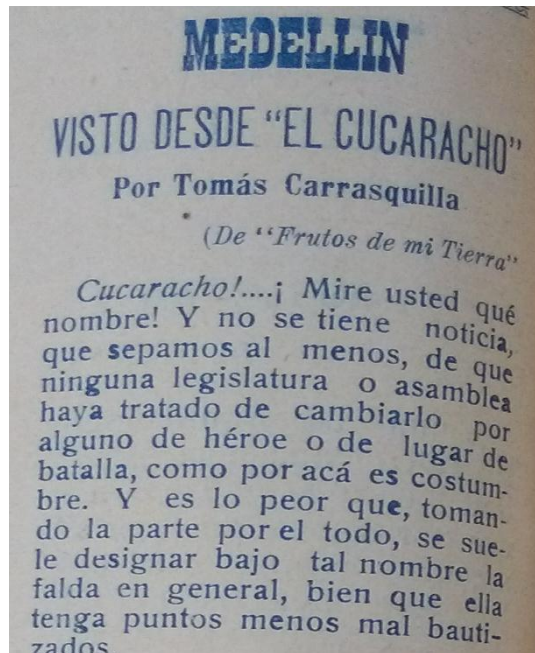 MEDELLIN
VISTO DESDE "EL CUCARACHO"
Por Tomás Carrasquilla
(De "Frutos de mi Tierra"
Cucaracho!....¡ Mire usted qué
nombre! Y no se tiene noticia,
que sepamos al menos, de que
ninguna legislatura o asamblea
haya tratado de cambiarlo por
alguno de héroe o de lugar de
batalla, como por acá es costum-
bre. Y es lo peor que, toman-
do la parte por el todo, se sue-
le designar bajo tal nombre la
falda en general, bien que ella
tenga puntos menos mal bauti-
zados